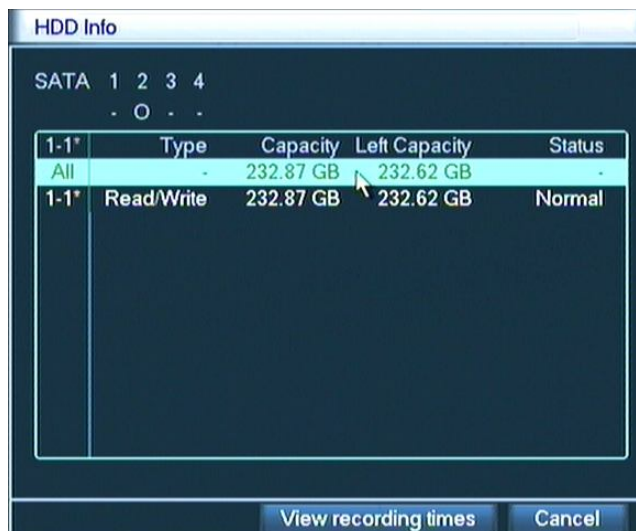 HDD Info
SATA 1 2 3 4
- O - -
1-1* Type Capacity Left Capacity Status
All - 232.87 GB 232.62 GB -
1-1* Read/Write 232.87 GB 232.62 GB Normal
View recording times Cancel